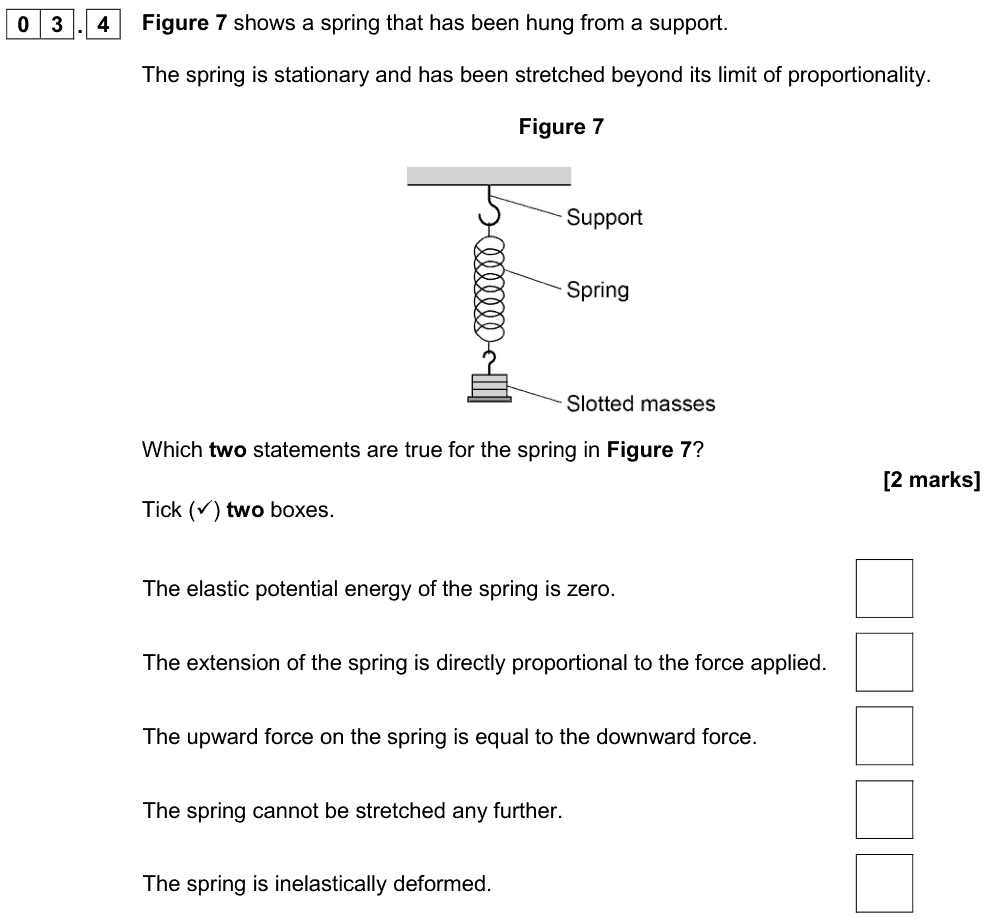 03.4 Figure 7 shows a spring that has been hung from a support.
The spring is stationary and has been stretched beyond its limit of proportionality.
Figure 7
Support
Spring
Slotted masses
Which two statements are true for the spring in Figure 7?
[2 marks]
Tick (✓) two boxes.
The elastic potential energy of the spring is zero.
The extension of the spring is directly proportional to the force applied.
The upward force on the spring is equal to the downward force.
The spring cannot be stretched any further.
The spring is inelastically deformed.